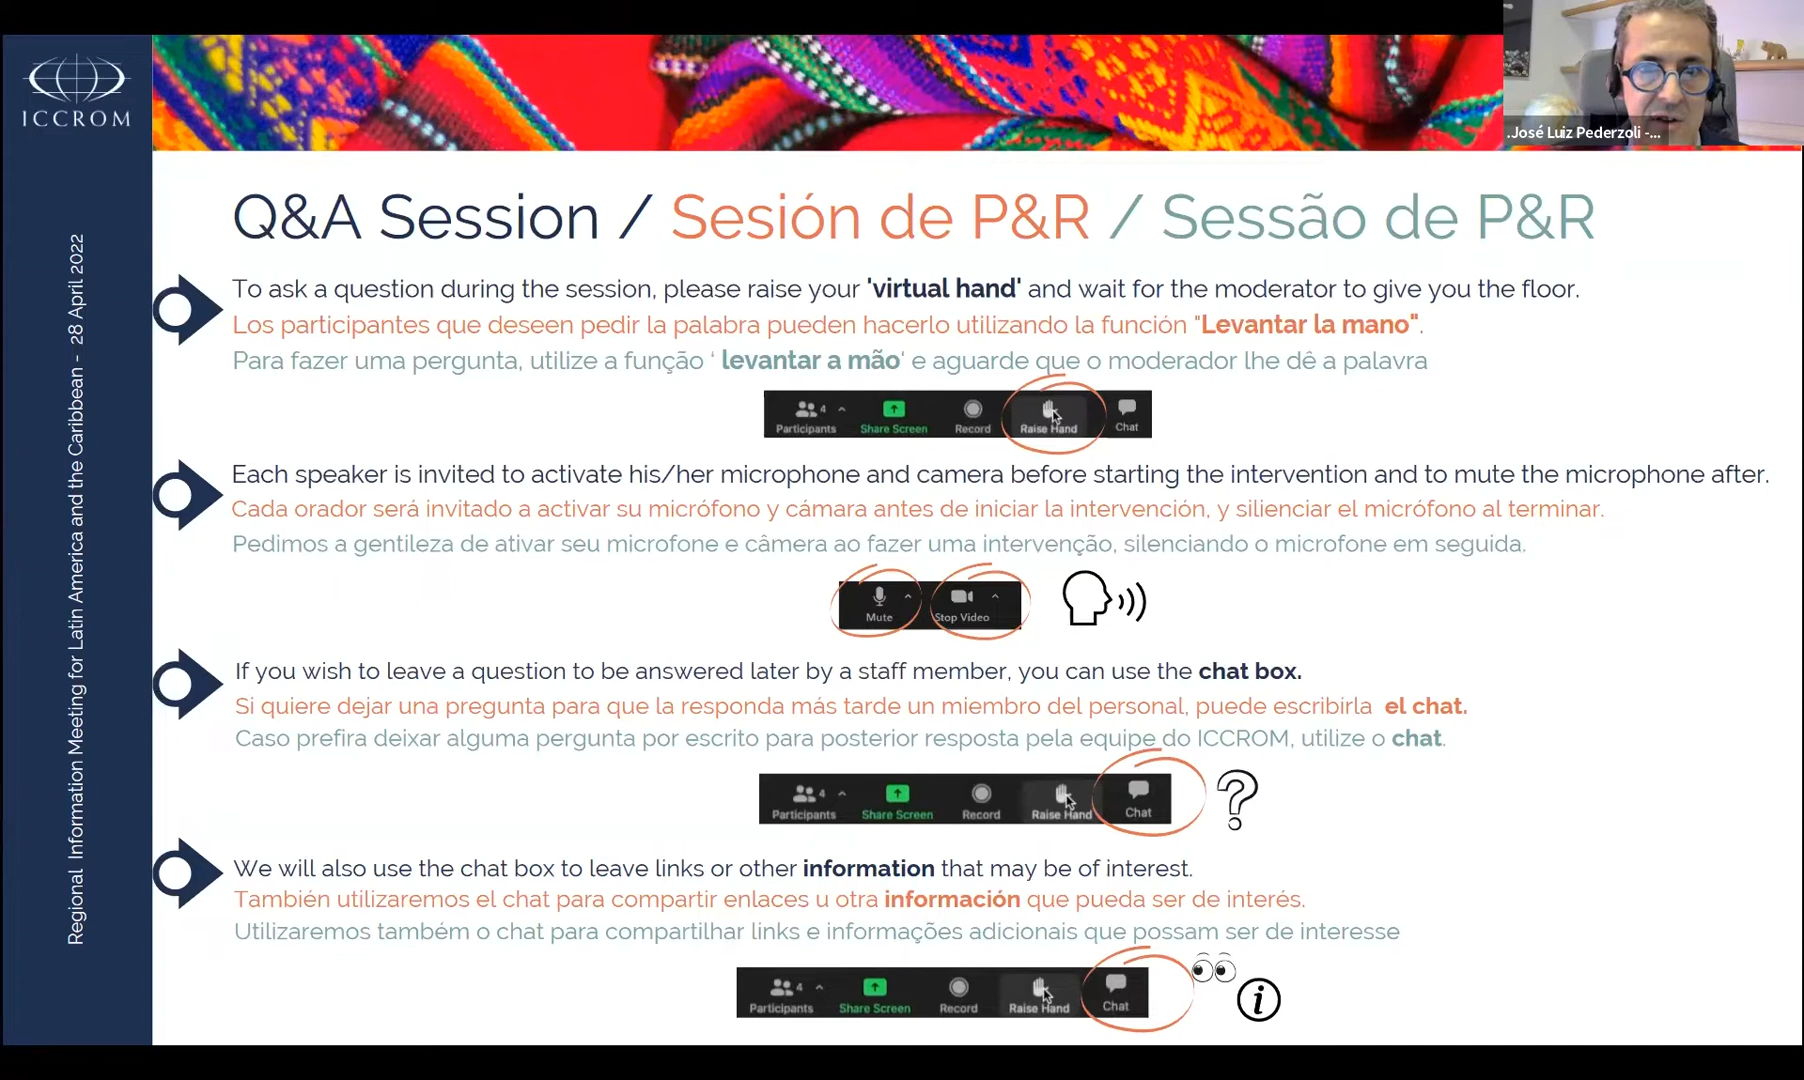 ICCROM
.José Luiz Pederzoli -...
Regional Information Meeting for Latin America and the Caribbean - 28 April 2022
Q&A Session / Sesión de P&R / Sessão de P&R
To ask a question during the session, please raise your 'virtual hand' and wait for the moderator to give you the floor.
Los participantes que deseen pedir la palabra pueden hacerlo utilizando la función "Levantar la mano".
Para fazer uma pergunta, utilize a função ' levantar a mão' e aguarde que o moderador lhe dê a palavra
4
Participants Share Screen Record Raise Hand Chat
Each speaker is invited to activate his/her microphone and camera before starting the intervention and to mute the microphone after.
Cada orador será invitado a activar su micrófono y cámara antes de iniciar la intervención, y silienciar el micrófono al terminar.
Pedimos a gentileza de ativar seu microfone e câmera ao fazer uma intervenção, silenciando o microfone em seguida.
Mute Stop Video
If you wish to leave a question to be answered later by a staff member, you can use the chat box.
Si quiere dejar una pregunta para que la responda más tarde un miembro del personal, puede escribirla el chat.
Caso prefira deixar alguma pergunta por escrito para posterior resposta pela equipe do ICCROM, utilize o chat.
4
Participants Share Screen Record Raise Hand Chat
?
We will also use the chat box to leave links or other information that may be of interest.
También utilizaremos el chat para compartir enlaces u otra información que pueda ser de interés.
Utilizaremos também o chat para compartilhar links e informações adicionais que possam ser de interesse
4
Participants Share Screen Record Raise Hand Chat
i